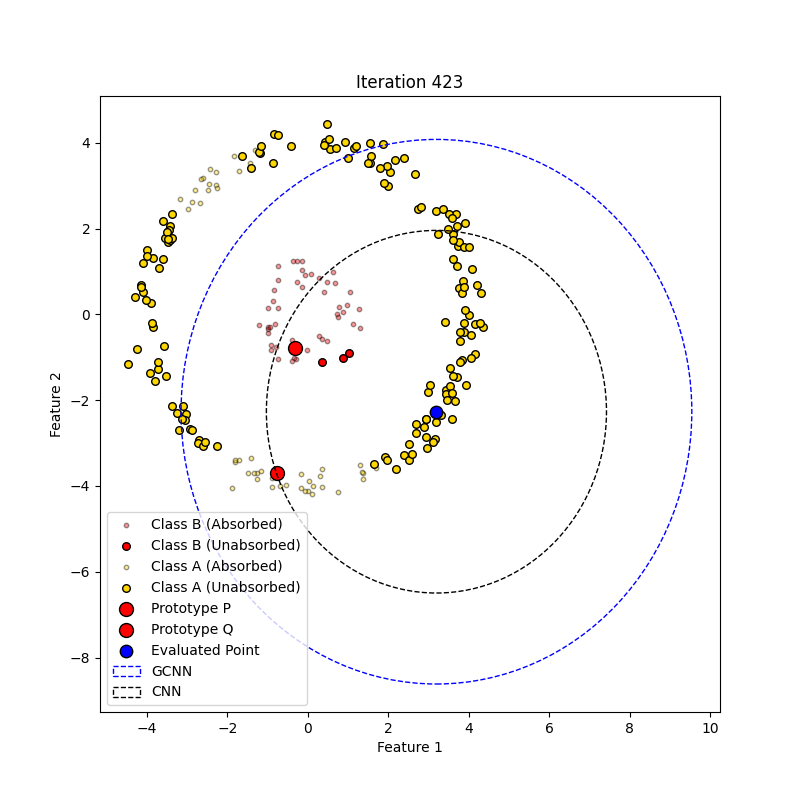 Iteration 423
Feature 2
4
2
0
−2
−4
−6
−8
Class B (Absorbed)
Class B (Unabsorbed)
Class A (Absorbed)
Class A (Unabsorbed)
Prototype P
Prototype Q
Evaluated Point
GCNN
CNN
−4 −2 0 2 4 6 8 10
Feature 1